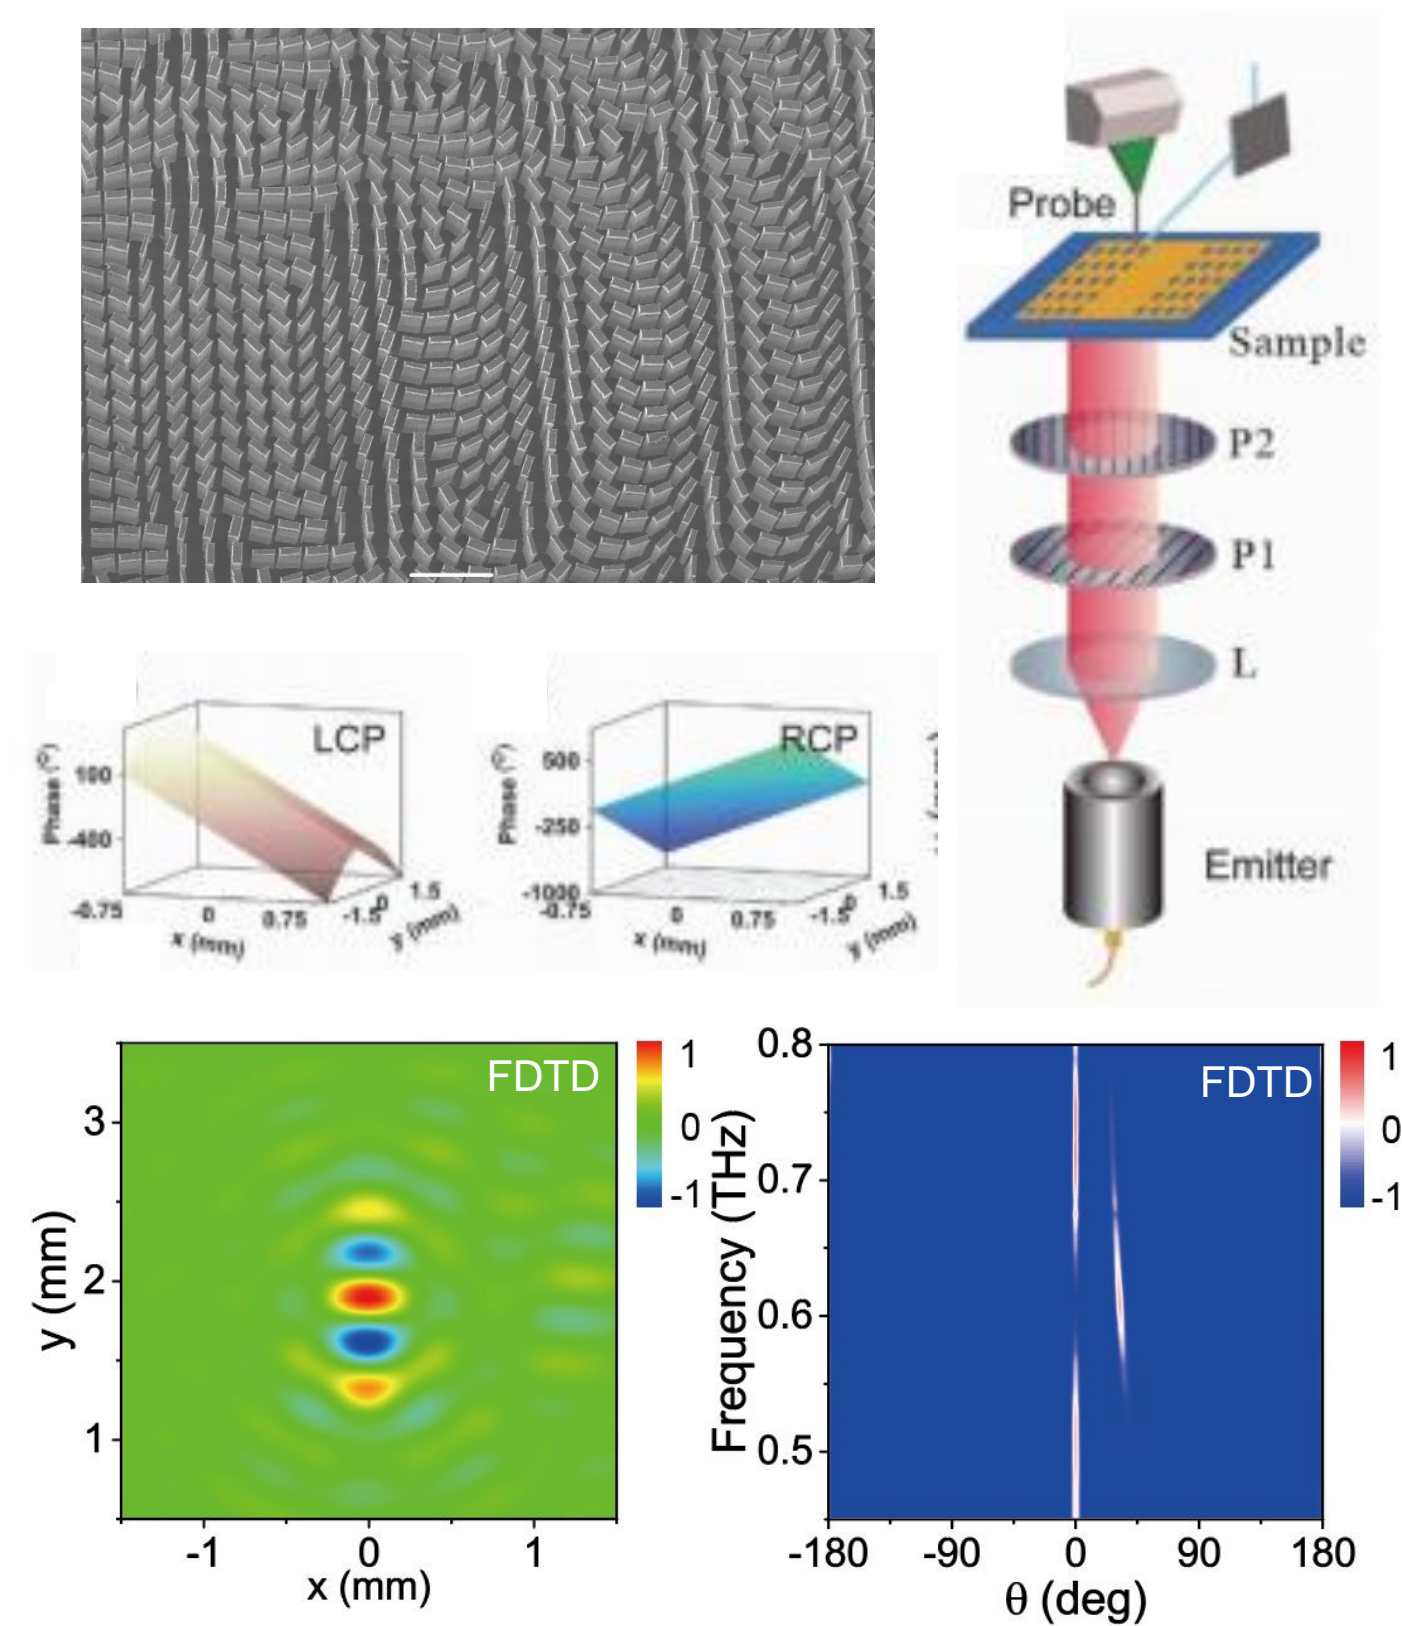 Probe
Sample
P2
P1
L
Emitter
LCP
Phase (°)
100
-400
-0.75
0
0.75
-1.5
0
1.5
x (mm)
y (mm)
RCP
Phase (°)
500
-250
-1000
-0.75
0
0.75
-1.5
0
1.5
x (mm)
y (mm)
FDTD
y (mm)
3
2
1
-1
0
1
x (mm)
1
0
-1
FDTD
Frequency (THz)
0.8
0.7
0.6
0.5
-180
-90
0
90
180
θ (deg)
1
0
-1